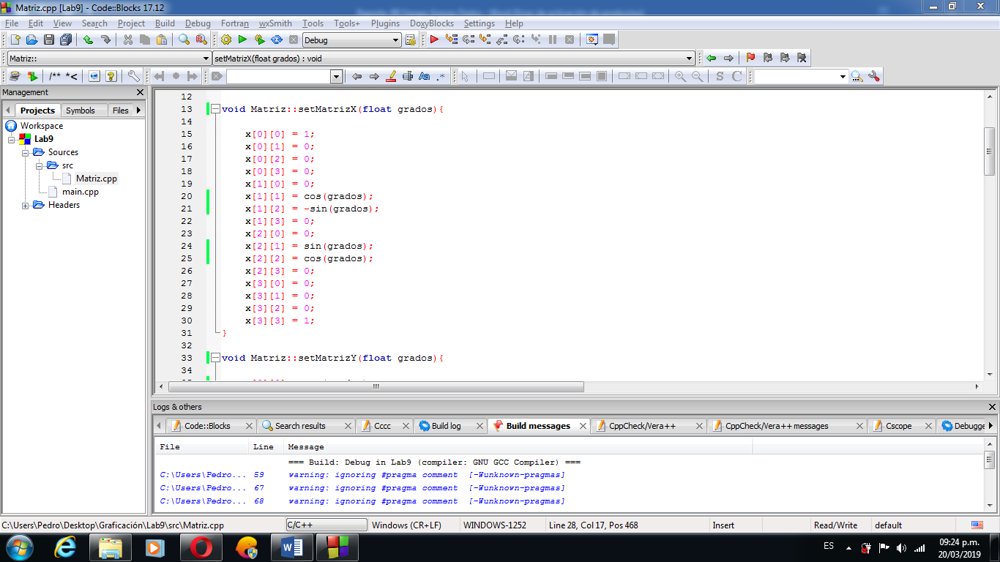 Matriz.cpp [Lab9] - Code::Blocks 17.12
File Edit View Search Project Build Debug Fortran wxSmith Tools Tools+ Plugins DoxyBlocks Settings Help
Debug
Matriz:: setMatrizX(float grados) : void
/** *< Aa .* S C
Management
Projects Symbols Files
Workspace
Lab9
Sources
src
Matriz.cpp
main.cpp
Headers
12
13 void Matriz::setMatrizX(float grados){
14
15 x[0][0] = 1;
16 x[0][1] = 0;
17 x[0][2] = 0;
18 x[0][3] = 0;
19 x[1][0] = 0;
20 x[1][1] = cos(grados);
21 x[1][2] = -sin(grados);
22 x[1][3] = 0;
23 x[2][0] = 0;
24 x[2][1] = sin(grados);
25 x[2][2] = cos(grados);
26 x[2][3] = 0;
27 x[3][0] = 0;
28 x[3][1] = 0;
29 x[3][2] = 0;
30 x[3][3] = 1;
31 }
32
33 void Matriz::setMatrizY(float grados){
34
Logs & others
Code::Blocks Search results Cccc Build log Build messages CppCheck/Vera++ CppCheck/Vera++ messages Cscope Debugge
File Line Message
=== Build: Debug in Lab9 (compiler: GNU GCC Compiler) ===
C:\Users\Pedro... 59 warning: ignoring #pragma comment [-Wunknown-pragmas]
C:\Users\Pedro... 67 warning: ignoring #pragma comment [-Wunknown-pragmas]
C:\Users\Pedro... 68 warning: ignoring #pragma comment [-Wunknown-pragmas]
C:\Users\Pedro\Desktop\Graficación\Lab9\src\Matriz.cpp C/C++ Windows (CR+LF) WINDOWS-1252 Line 28, Col 17, Pos 468 Insert Read/Write default
ES 09:24 p.m.
20/03/2019